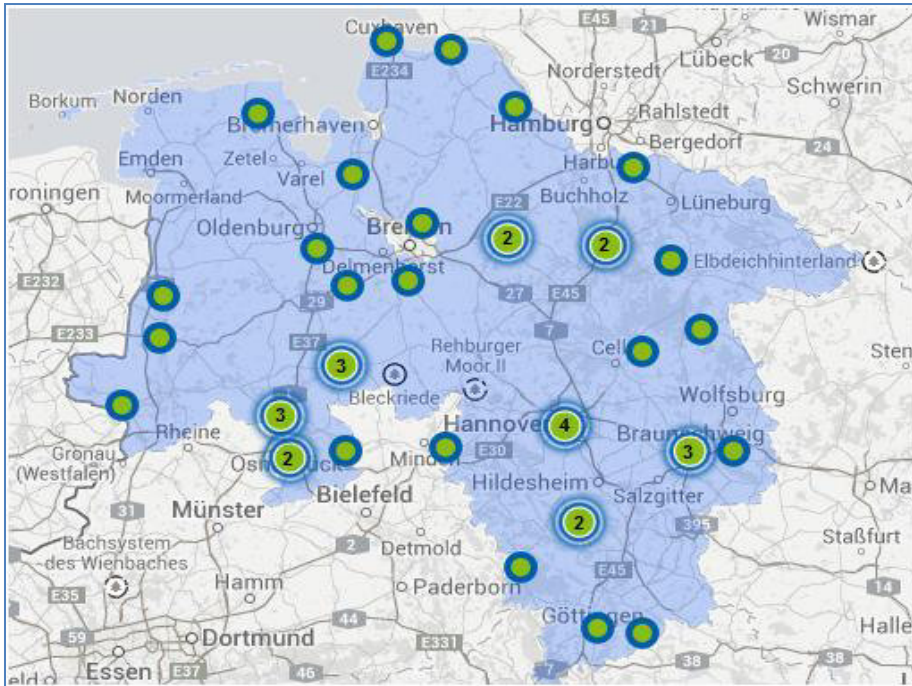 Cuxhaven
E45
21
Wismar
Lübeck
20
E234
Norderstedt
Schwerin
Borkum
Norden
Bremerhaven
Hamburg
Rahlstedt
Bergedorf
24
Emden
Zetel
Varel
Harbu
Buchholz
Moormerland
roningen
E22
Lüneburg
Oldenburg
Bremen
2
2
Elbdeichhinterland
Delmenhorst
E232
29
27
E45
E233
E37
7
Rehburger
Moor II
Cell
Sten
3
Bleckriede
Wolfsburg
3
Hannove
4
Braunschweig
Rheine
Gronau
(Westfalen)
2
Osnabrück
Minden
E30
3
Hildesheim
Salzgitter
Ma
Bielefeld
31
Münster
2
395
Staßfurt
Bachsystem
des Wienbaches
2
Detmold
Hamm
Paderborn
E45
14
E35
44
Göttingen
Halle
59
Dortmund
E331
Essen
E37
46
7
38
38